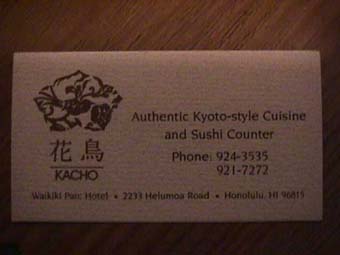 花鳥
KACHO
Authentic Kyoto-style Cuisine
and Sushi Counter
Phone: 924-3535
921-7272
Waikiki Parc Hotel • 2233 Helumoa Road • Honolulu, HI 96815